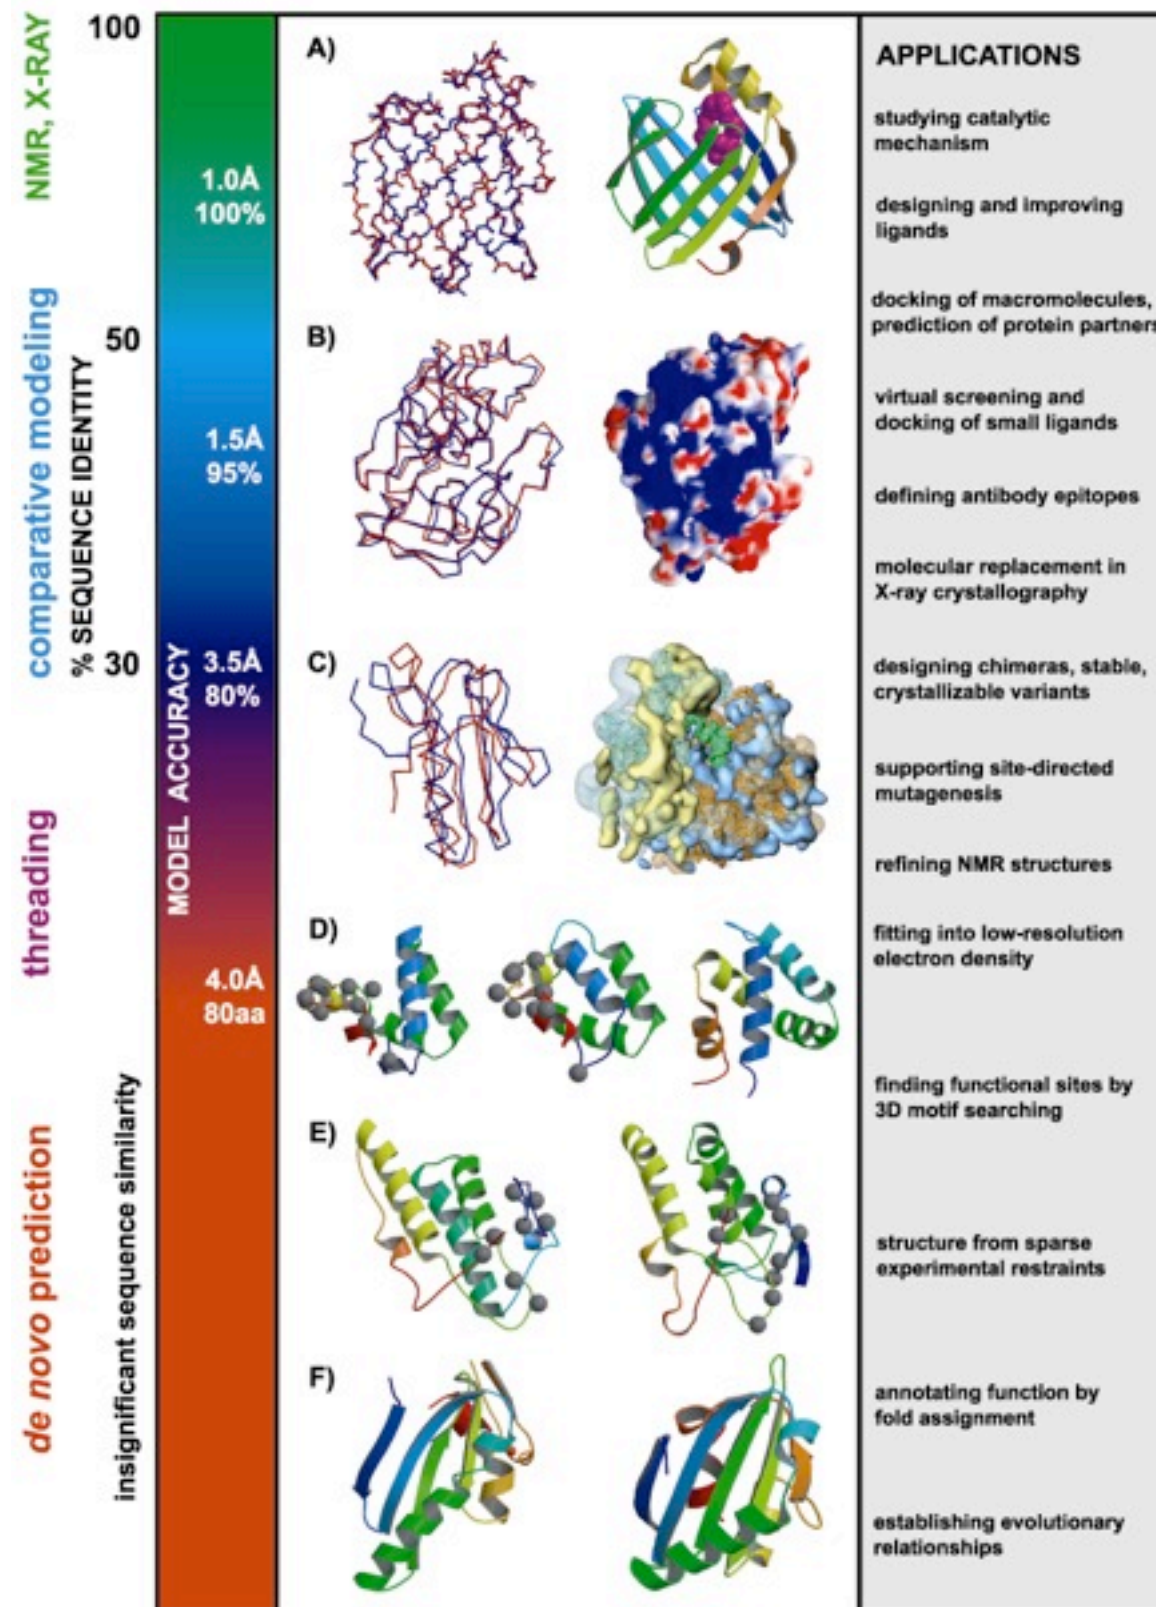 NMR, X-RAY
comparative modeling
threading
de novo prediction
% SEQUENCE IDENTITY
insignificant sequence similarity
100
50
30
MODEL ACCURACY
1.0Å
100%
1.5Å
95%
3.5Å
80%
4.0Å
80aa
A)
B)
C)
D)
E)
F)
APPLICATIONS
studying catalytic
mechanism
designing and improving
ligands
docking of macromolecules,
prediction of protein partners
virtual screening and
docking of small ligands
defining antibody epitopes
molecular replacement in
X-ray crystallography
designing chimeras, stable,
crystallizable variants
supporting site-directed
mutagenesis
refining NMR structures
fitting into low-resolution
electron density
finding functional sites by
3D motif searching
structure from sparse
experimental restraints
annotating function by
fold assignment
establishing evolutionary
relationships